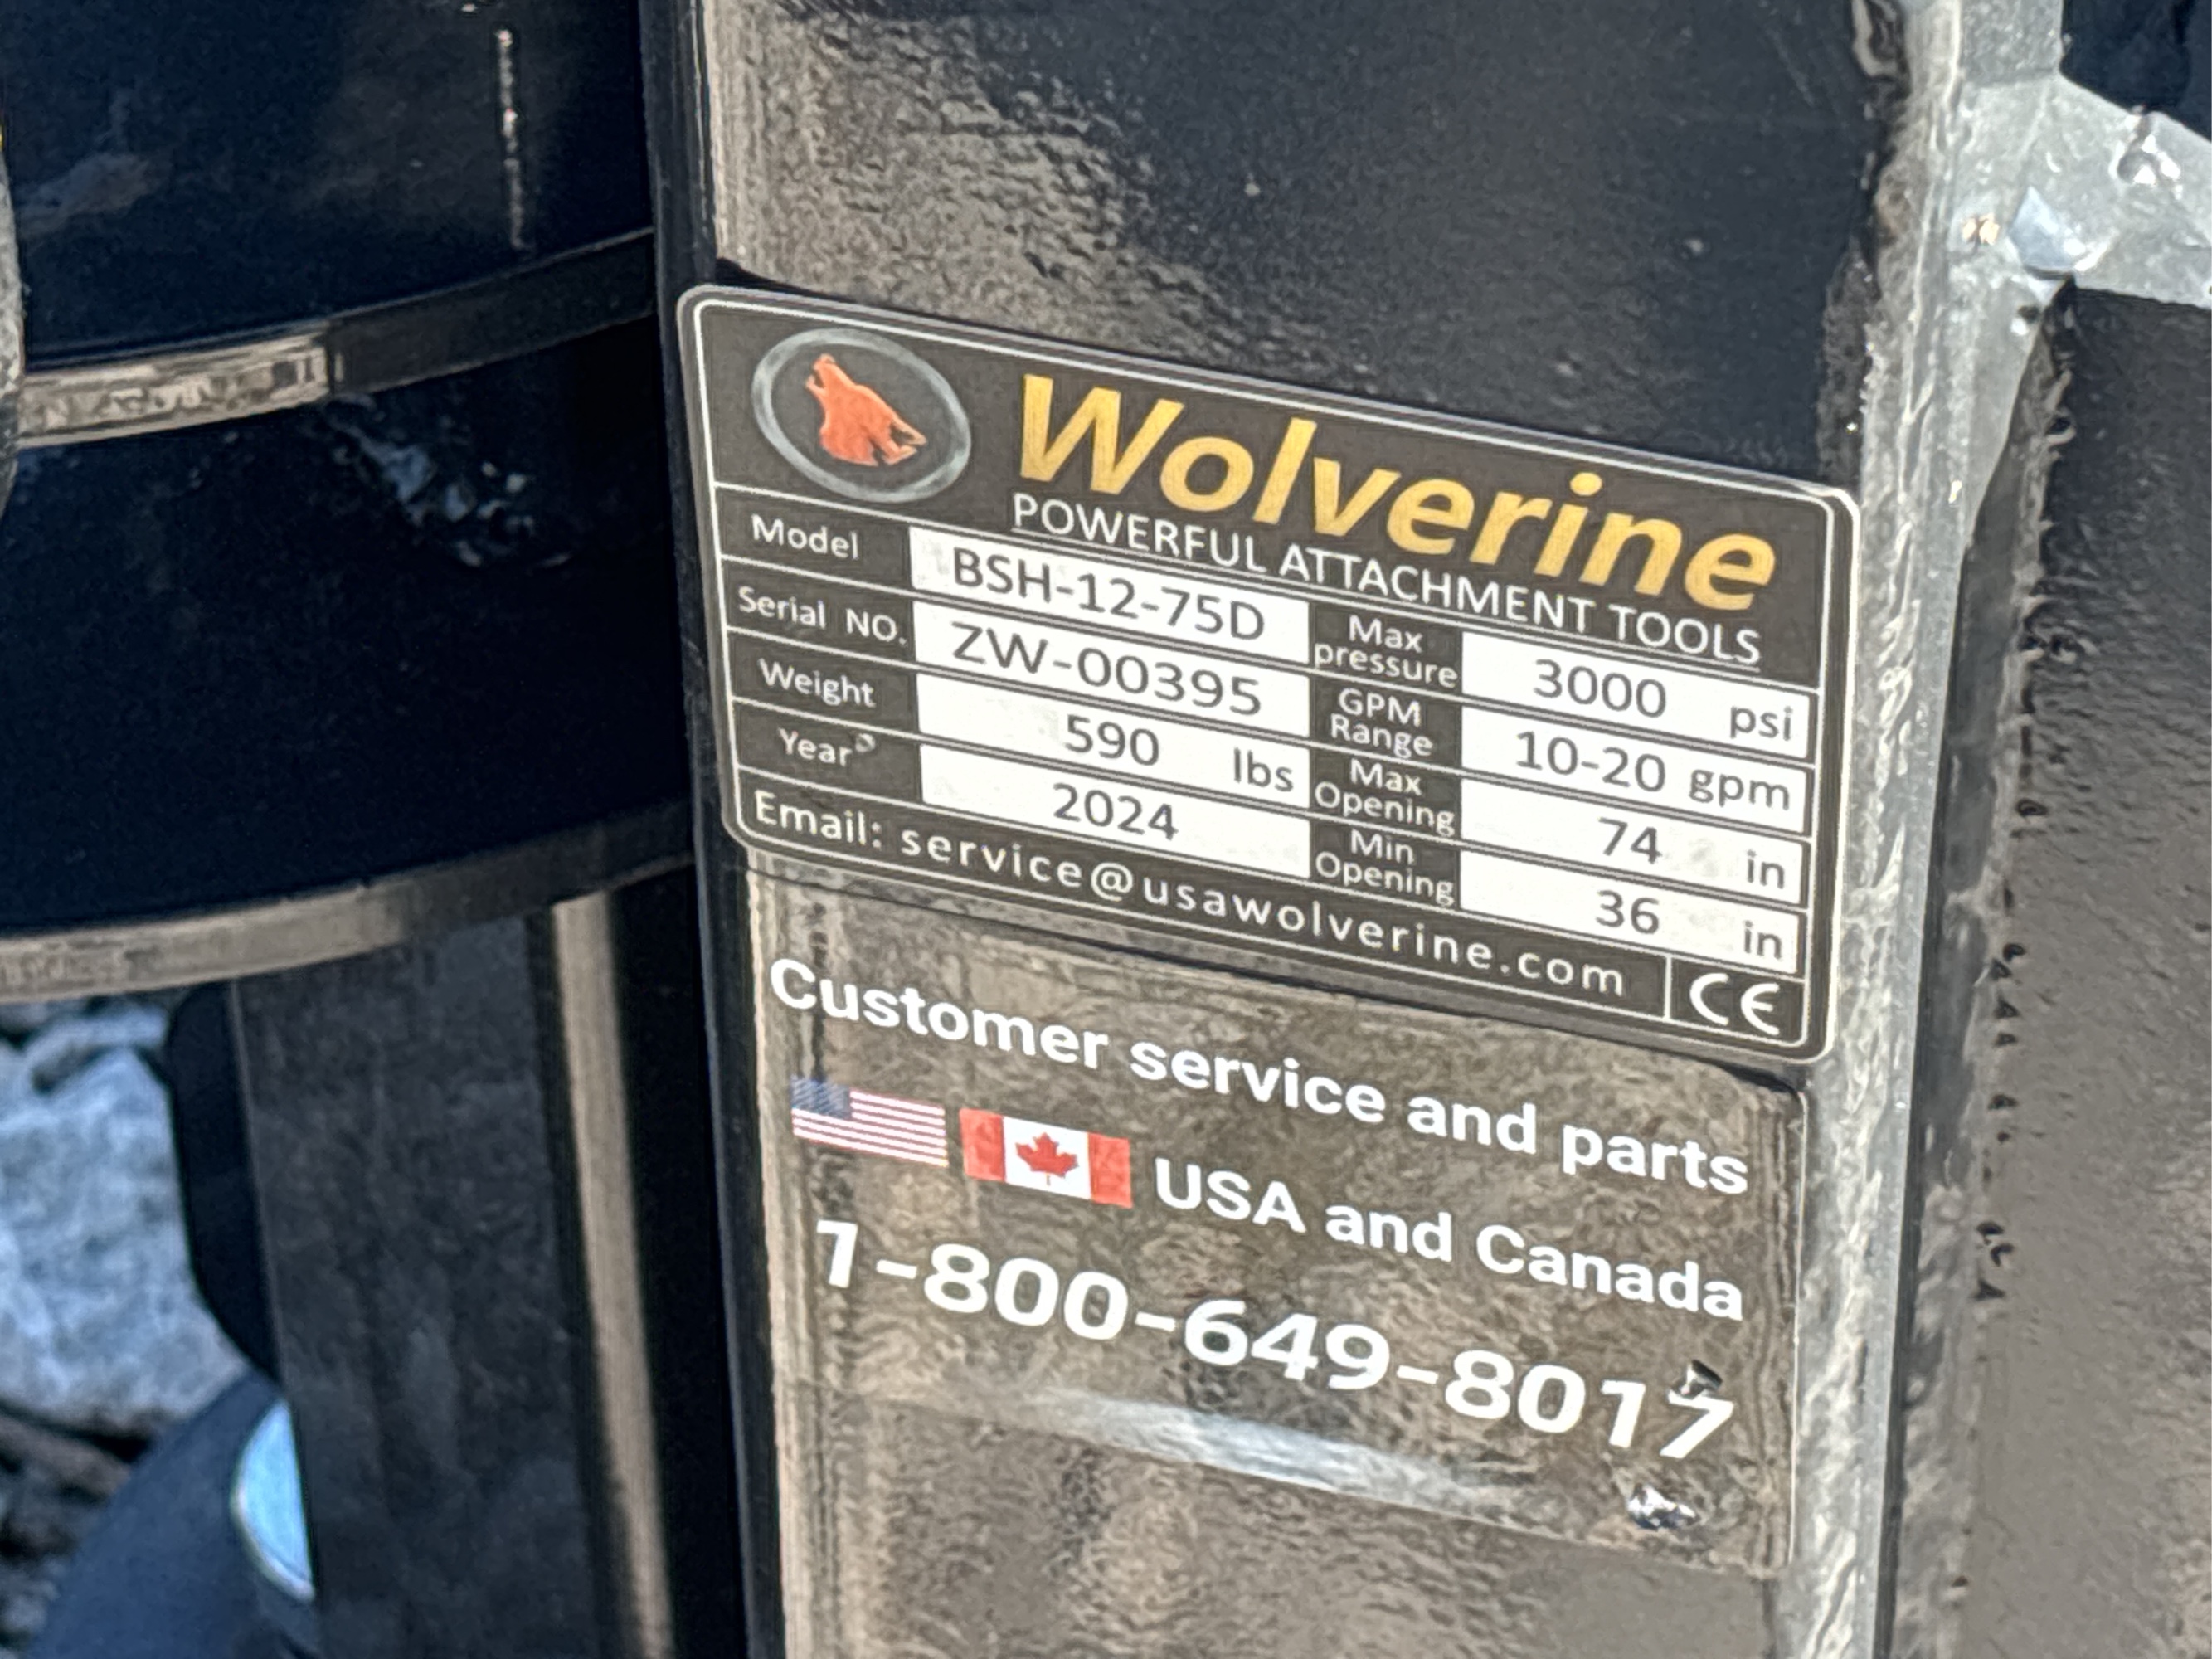 Wolverine
POWERFUL ATTACHMENT TOOLS
Model BSH-12-75D Max pressure 3000 psi
Serial NO. ZW-00395 GPM Range 10-20 gpm
Weight 590 lbs Max Opening 74 in
Year 2024 Min Opening 36 in
Email: service@usawolverine.com CE
Customer service and parts
USA and Canada
1-800-649-8017